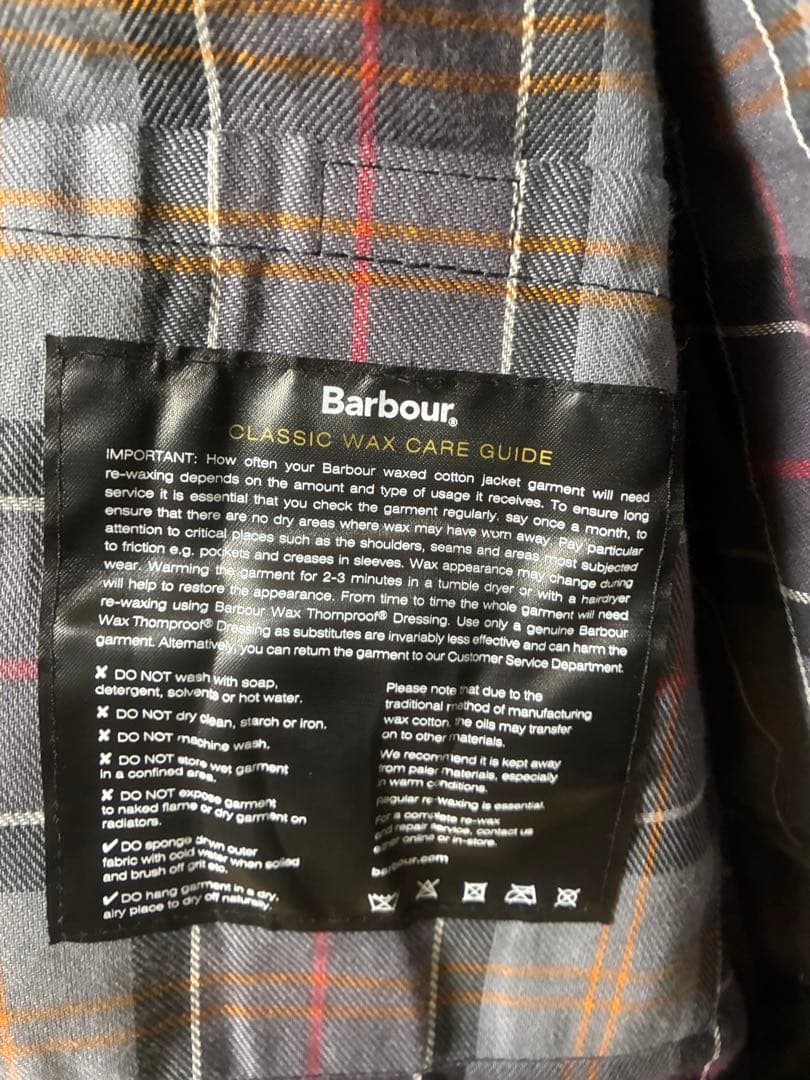 Barbour®
CLASSIC WAX CARE GUIDE
IMPORTANT: How often your Barbour waxed cotton jacket garment will need
re-waxing depends on the amount and type of usage it receives. To ensure long
service it is essential that you check the garment regularly, say once a month, to
ensure that there are no dry areas where wax may have worn away. Pay particular
attention to critical places such as the shoulders, seams and areas most subjected
to friction e.g. pockets and creases in sleeves. Wax appearance may change during
wear. Warming the garment for 2-3 minutes in a tumble dryer or with a hairdryer
will help to restore the appearance. From time to time the whole garment will need
re-waxing using Barbour Wax Thornproof® Dressing. Use only a genuine Barbour
Wax Thornproof® Dressing as substitutes are invariably less effective and can harm the
garment. Alternatively, you can return the garment to our Customer Service Department.
✘ DO NOT wash with soap,
detergent, solvents or hot water.
✘ DO NOT dry clean, starch or iron.
✘ DO NOT machine wash.
✘ DO NOT store wet garment
in a confined area.
✘ DO NOT expose garment
to naked flame or dry garment on
radiators.
✔ DO sponge down outer
fabric with cold water when soiled
and brush off grit etc.
✔ DO hang garment in a dry,
airy place to dry off naturally.
Please note that due to the
traditional method of manufacturing
wax cotton, the oils may transfer
on to other materials.
We recommend it is kept away
from paler materials, especially
in warm conditions.
Regular re-waxing is essential.
For a complete re-wax
and repair service, contact us
either online or in-store.
barbour.com